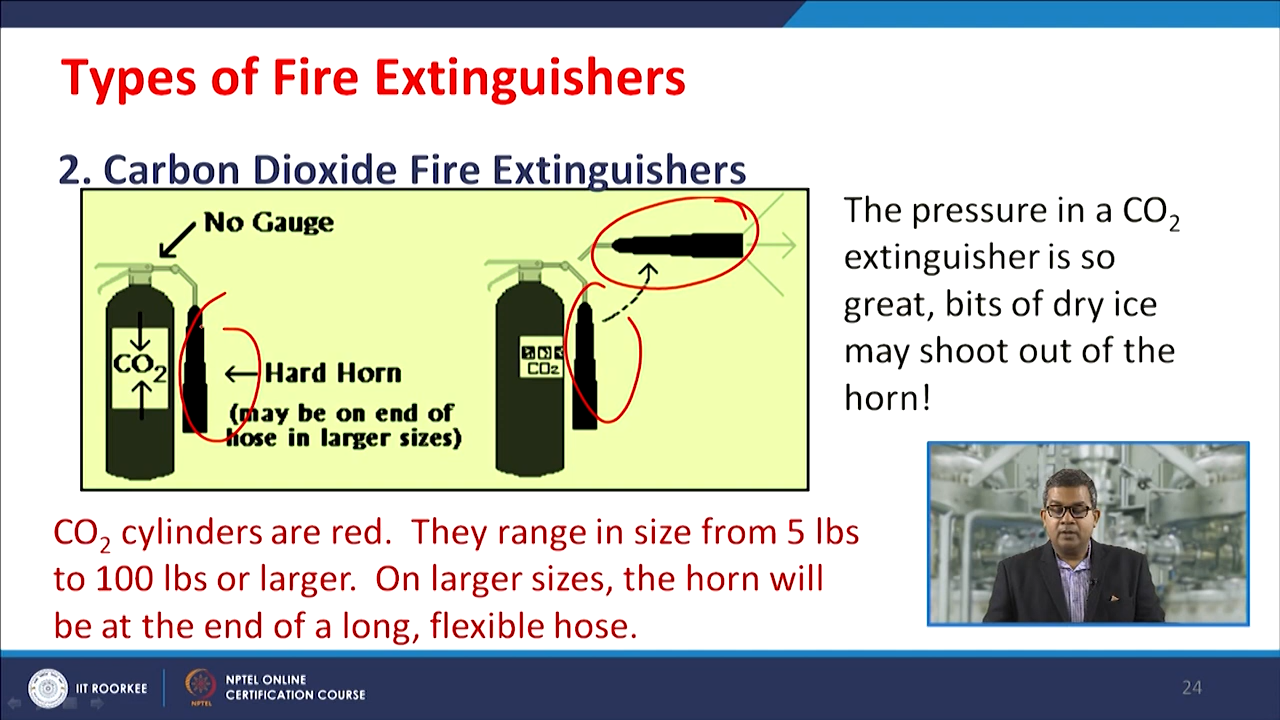 Types of Fire Extinguishers
2. Carbon Dioxide Fire Extinguishers
No Gauge
CO2
Hard Horn
(may be on end of
hose in larger sizes)
CO2
The pressure in a CO2
extinguisher is so
great, bits of dry ice
may shoot out of the
horn!
CO2 cylinders are red. They range in size from 5 lbs
to 100 lbs or larger. On larger sizes, the horn will
be at the end of a long, flexible hose.
IIT ROORKEE
NPTEL
NPTEL ONLINE
CERTIFICATION COURSE
24